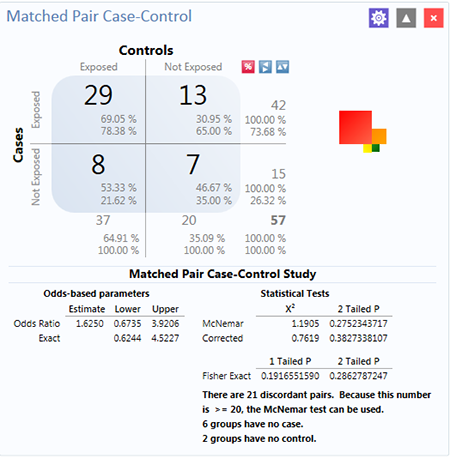 Matched Pair Case-Control
Controls
Exposed Not Exposed
Cases
Exposed
29 13 42
69.05 % 30.95 % 100.00 %
78.38 % 65.00 % 73.68 %
Not Exposed
8 7 15
53.33 % 46.67 % 100.00 %
21.62 % 35.00 % 26.32 %
37 20 57
64.91 % 35.09 % 100.00 %
100.00 % 100.00 % 100.00 %
Matched Pair Case-Control Study
Odds-based parameters
Estimate Lower Upper
Odds Ratio 1.6250 0.6735 3.9206
Exact 0.6244 4.5227
Statistical Tests
X² 2 Tailed P
McNemar 1.1905 0.2752343717
Corrected 0.7619 0.3827338107
1 Tailed P 2 Tailed P
Fisher Exact 0.1916551590 0.2862787247
There are 21 discordant pairs. Because this number
is >= 20, the McNemar test can be used.
6 groups have no case.
2 groups have no control.